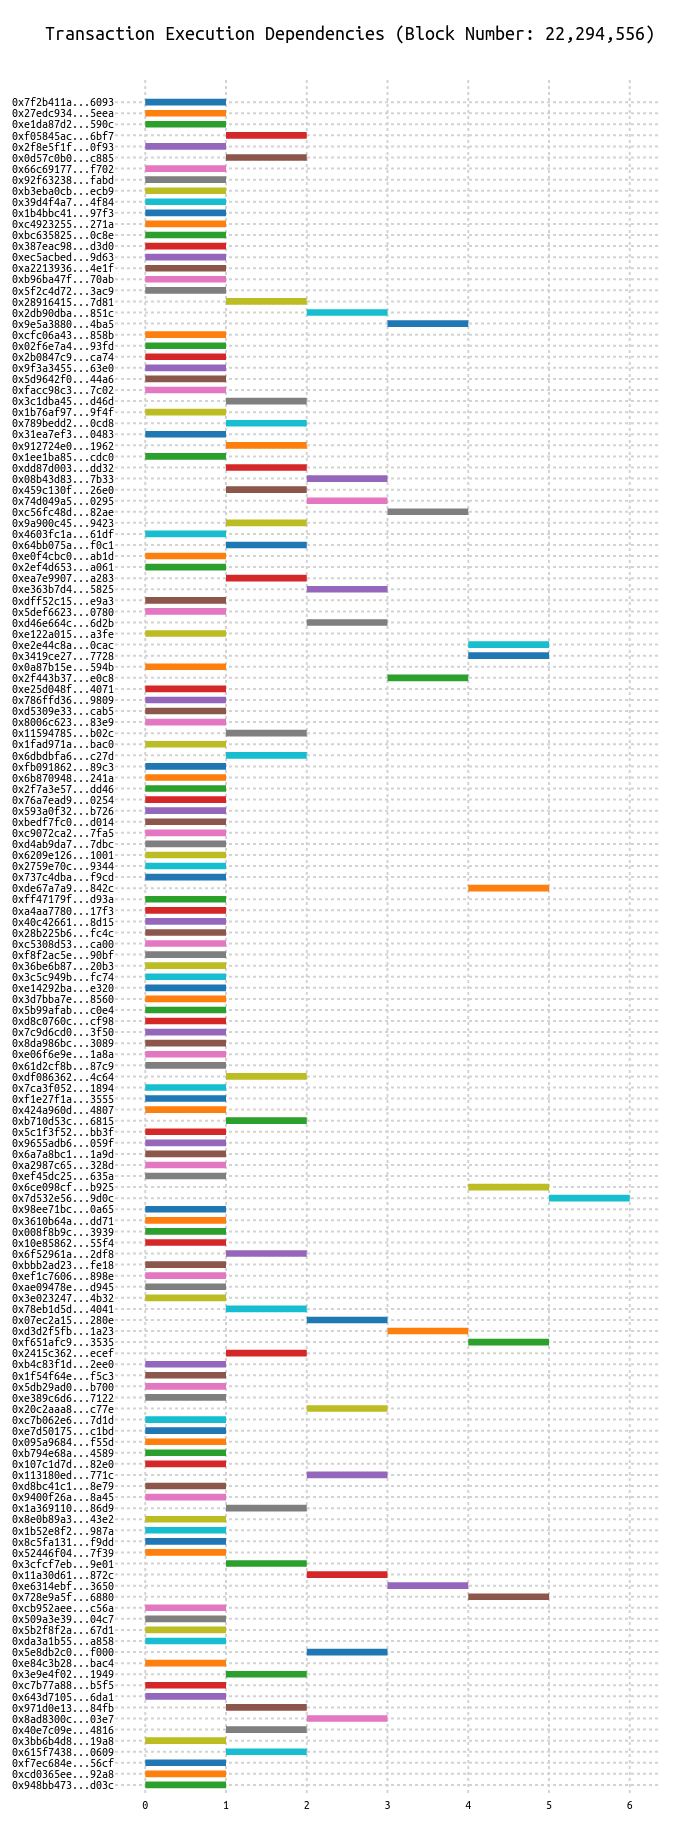 Transaction Execution Dependencies (Block Number: 22,294,556)
0x7f2b411a...6093
0x27edc934...5eea
0xe1da87d2...590c
0xf05845ac...6bf7
0x2f8e5f1f...0f93
0x0d57c0b0...c885
0x66c69177...f702
0x92f63238...fabd
0xb3eba0cb...ecb9
0x39d4f4a7...4f84
0x1b4bbc41...97f3
0xc4923255...271a
0xbc635825...0c8e
0x387eac98...d3d0
0xec5acbed...9d63
0xa2213936...4e1f
0xb96ba47f...70ab
0x5f2c4d72...3ac9
0x28916415...7d81
0x2db90dba...851c
0x9e5a3880...4ba5
0xcfc06a43...858b
0x02f6e7a4...93fd
0x2b0847c9...ca74
0x9f3a3455...63e0
0x5d9642f0...44a6
0xfacc98c3...7c02
0x3c1dba45...d46d
0x1b76af97...9f4f
0x789bedd2...0cd8
0x31ea7ef3...0483
0x912724e0...1962
0x1ee1ba85...cdc0
0xdd87d003...dd32
0x08b43d83...7b33
0x459c130f...26e0
0x74d049a5...0295
0xc56fc48d...82ae
0x9a900c45...9423
0x4603fc1a...61df
0x64bb075a...f0c1
0xe0f4cbc0...ab1d
0x2ef4d653...a061
0xea7e9907...a283
0xe363b7d4...5825
0xdff52c15...e9a3
0x5def6623...0780
0xd46e664c...6d2b
0xe122a015...a3fe
0xe2e44c8a...0cac
0x3419ce27...7728
0x0a87b15e...594b
0x2f443b37...e0c8
0xe25d048f...4071
0x786ffd36...9809
0xd5309e33...cab5
0x8006c623...83e9
0x11594785...b02c
0x1fad971a...bac0
0x6dbdbfa6...c27d
0xfb091862...89c3
0x6b870948...241a
0x2f7a3e57...dd46
0x76a7ead9...0254
0x593a0f32...b726
0xbedf7fc0...d014
0xc9072ca2...7fa5
0xd4ab9da7...7dbc
0x6209e126...1001
0x2759e70c...9344
0x737c4dba...f9cd
0xde67a7a9...842c
0xff47179f...d93a
0xa4aa7780...17f3
0x40c42661...8d15
0x28b225b6...fc4c
0xc5308d53...ca00
0xf8f2ac5e...90bf
0x36be6b87...20b3
0x3c5c949b...fc74
0xe14292ba...e320
0x3d7bba7e...8560
0x5b99afab...c0e4
0xd8c0760c...cf98
0x7c9d6cd0...3f50
0x8da986bc...3089
0xe06f6e9e...1a8a
0x61d2cf8b...87c9
0xdf086362...4c64
0x7ca3f052...1894
0xf1e27f1a...3555
0x424a960d...4807
0xb710d53c...6815
0x5c1f3f52...bb3f
0x9655adb6...059f
0x6a7a8bc1...1a9d
0xa2987c65...328d
0xef45dc25...635a
0x6ce098cf...b925
0x7d532e56...9d0c
0x98ee71bc...0a65
0x3610b64a...dd71
0x008f8b9c...3939
0x10e85862...55f4
0x6f52961a...2df8
0xbbb2ad23...fe18
0xef1c7606...898e
0xae09478e...d945
0x3e023247...4b32
0x78eb1d5d...4041
0x07ec2a15...280e
0xd3d2f5fb...1a23
0xf651afc9...3535
0x2415c362...ecef
0xb4c83f1d...2ee0
0x1f54f64e...f5c3
0x5db29ad0...b700
0xe389c6d6...7122
0x20c2aaa8...c77e
0xc7b062e6...7d1d
0xe7d50175...c1bd
0x095a9684...f55d
0xb794e68a...4589
0x107c1d7d...82e0
0x113180ed...771c
0xd8bc41c1...8e79
0x9400f26a...8a45
0x1a369110...86d9
0x8e0b89a3...43e2
0x1b52e8f2...987a
0x8c5fa131...f9dd
0x52446f04...7f39
0x3cfcf7eb...9e01
0x11a30d61...872c
0xe6314ebf...3650
0x728e9a5f...6880
0xcb952aee...c56a
0x509a3e39...04c7
0x5b2f8f2a...67d1
0xda3a1b55...a858
0x5e8db2c0...f000
0xe84c3b28...bac4
0x3e9e4f02...1949
0xc7b77a88...b5f5
0x643d7105...6da1
0x971d0e13...84fb
0x8ad8300c...03e7
0x40e7c09e...4816
0x3bb6b4d8...19a8
0x615f7438...0609
0xf7ec684e...56cf
0xcd0365ee...92a8
0x948bb473...d03c
0 1 2 3 4 5 6